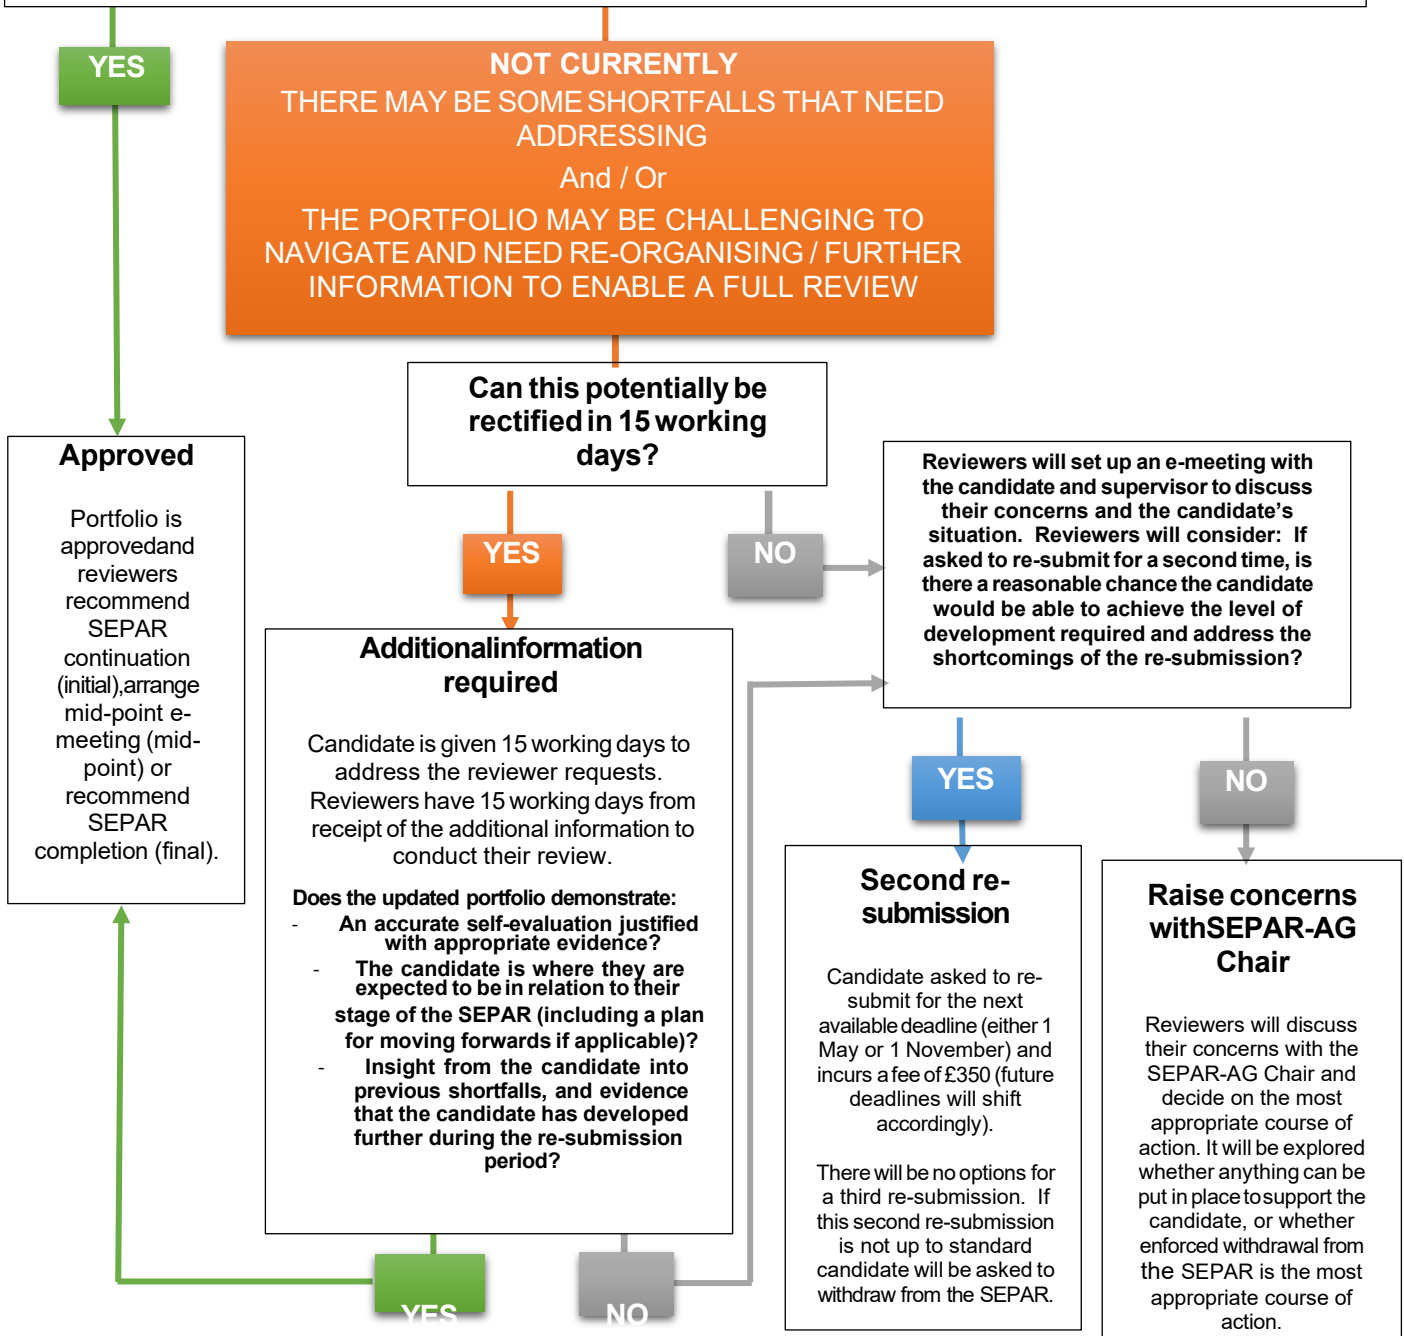 YES
NOT CURRENTLY
THERE MAY BE SOME SHORTFALLS THAT NEED
ADDRESSING
And / Or
THE PORTFOLIO MAY BE CHALLENGING TO
NAVIGATE AND NEED RE-ORGANISING / FURTHER
INFORMATION TO ENABLE A FULL REVIEW
Can this potentially be
rectified in 15 working
days?
Approved
Portfolio is
approvedand
reviewers
recommend
SEPAR
continuation
(initial),arrange
mid-point e-
meeting (mid-
point) or
recommend
SEPAR
completion (final).
YES
NO
Reviewers will set up an e-meeting with
the candidate and supervisor to discuss
their concerns and the candidate's
situation. Reviewers will consider: If
asked to re-submit for a second time, is
there a reasonable chance the candidate
would be able to achieve the level of
development required and address the
shortcomings of the re-submission?
Additionalinformation
required
Candidate is given 15 working days to
address the reviewer requests.
Reviewers have 15 working days from
receipt of the additional information to
conduct their review.
Does the updated portfolio demonstrate:
- An accurate self-evaluation justified
with appropriate evidence?
- The candidate is where they are
expected to be in relation to their
stage of the SEPAR (including a plan
for moving forwards if applicable)?
- Insight from the candidate into
previous shortfalls, and evidence
that the candidate has developed
further during the re-submission
period?
YES
NO
YES
NO
Second re-
submission
Candidate asked to re-
submit for the next
available deadline (either 1
May or 1 November) and
incurs a fee of £350 (future
deadlines will shift
accordingly).
There will be no options for
a third re-submission. If
this second re-submission
is not up to standard
candidate will be asked to
withdraw from the SEPAR.
Raise concerns
withSEPAR-AG
Chair
Reviewers will discuss
their concerns with the
SEPAR-AG Chair and
decide on the most
appropriate course of
action. It will be explored
whether anything can be
put in place to support the
candidate, or whether
enforced withdrawal from
the SEPAR is the most
appropriate course of
action.